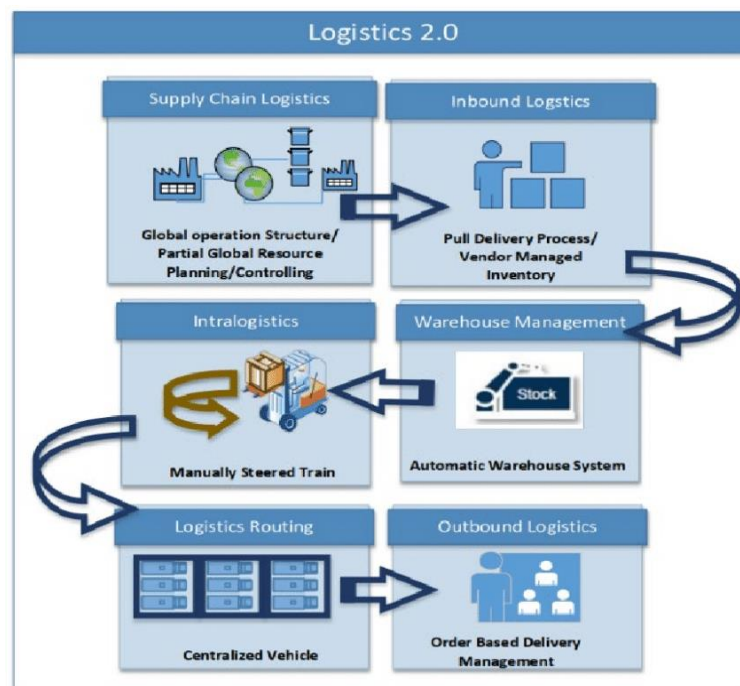 Logistics 2.0
Supply Chain Logistics
Global operation Structure/
Partial Global Resource
Planning/Controlling
Inbound Logstics
Pull Delivery Process/
Vendor Managed
Inventory
Intralogistics
Manually Steered Train
Warehouse Management
Stock
Automatic Warehouse System
Logistics Routing
Centralized Vehicle
Outbound Logistics
Order Based Delivery
Management